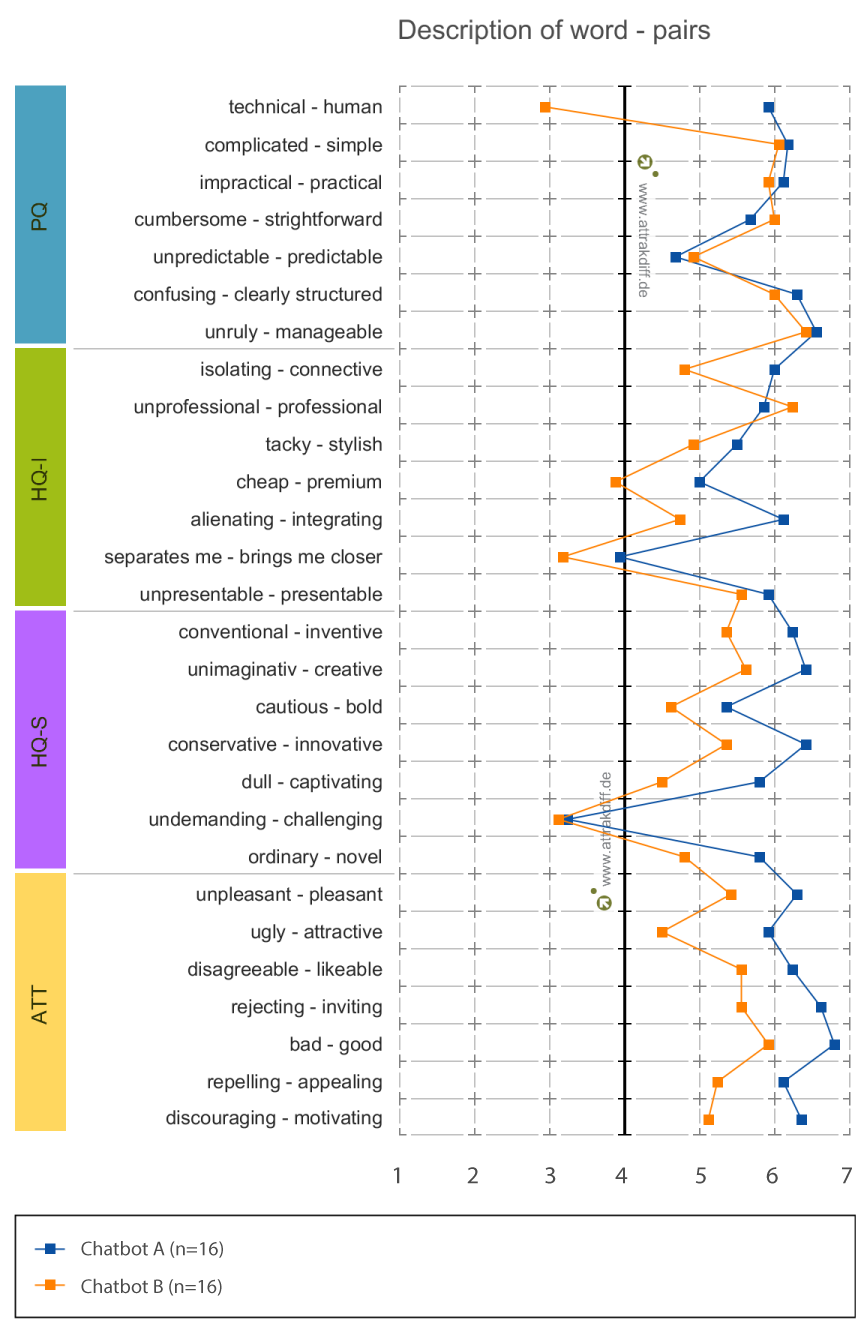 Description of word - pairs
PQ
technical - human
complicated - simple
impractical - practical
cumbersome - strightforward
unpredictable - predictable
confusing - clearly structured
unruly - manageable
www.attrakdiff.de
HQ-I
isolating - connective
unprofessional - professional
tacky - stylish
cheap - premium
alienating - integrating
separates me - brings me closer
unpresentable - presentable
HQ-S
conventional - inventive
unimaginativ - creative
cautious - bold
conservative - innovative
dull - captivating
undemanding - challenging
ordinary - novel
www.attrakdiff.de
ATT
unpleasant - pleasant
ugly - attractive
disagreeable - likeable
rejecting - inviting
bad - good
repelling - appealing
discouraging - motivating
1 2 3 4 5 6 7
Chatbot A (n=16)
Chatbot B (n=16)